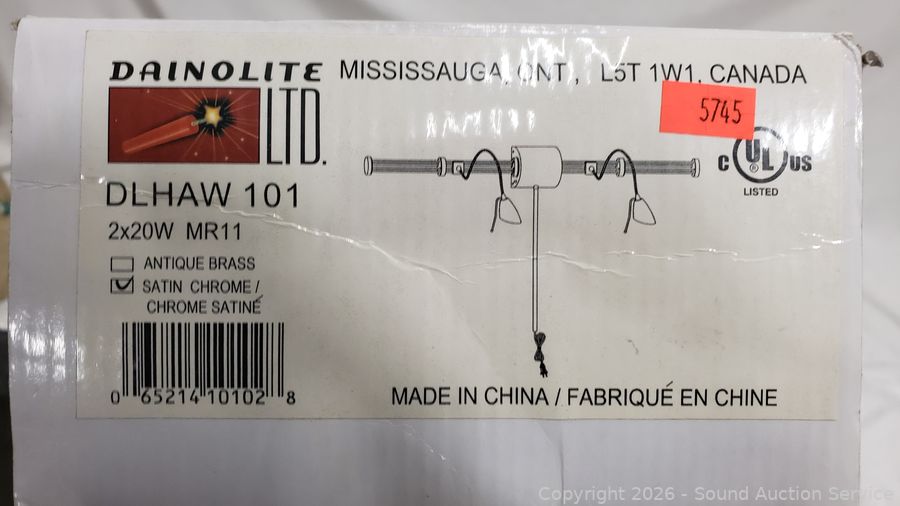 DAINOLITE
LTD.
MISSISSAUGA, ONT., L5T 1W1, CANADA
5745
C UL US
®
LISTED
DLHAW 101
2x20W MR11
ANTIQUE BRASS
SATIN CHROME /
CHROME SATINÉ
0 65214 10102 8
MADE IN CHINA / FABRIQUÉ EN CHINE
Copyright 2026 - Sound Auction Service